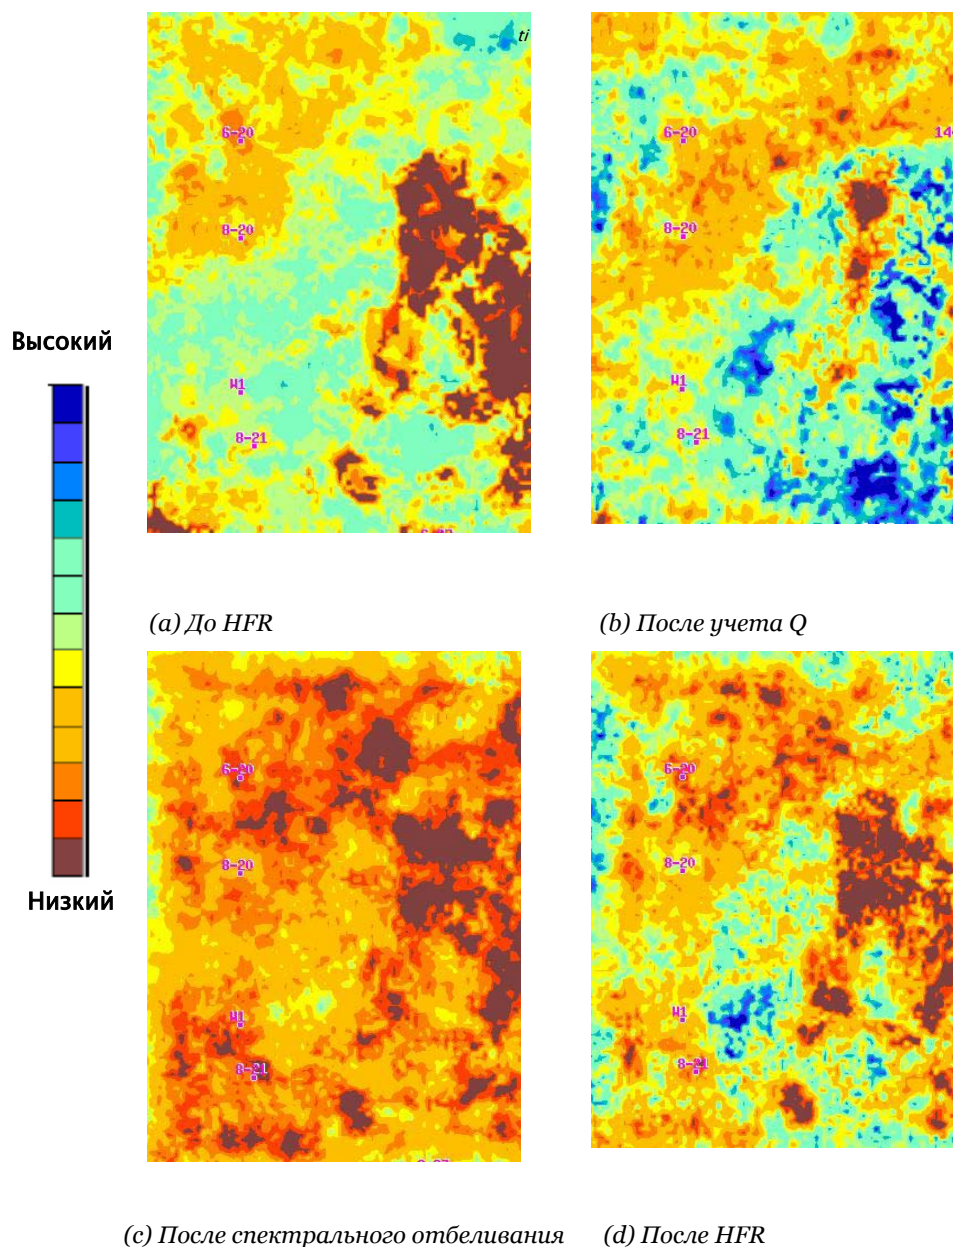 ti
6-20
8-20
W1
8-21
6-20
14
8-20
W1
8-21
Высокий
Низкий
(a) До HFR
(b) После учета Q
6-20
8-20
W1
8-21
6-20
8-20
W1
8-21
(c) После спектрального отбеливания
(d) После HFR